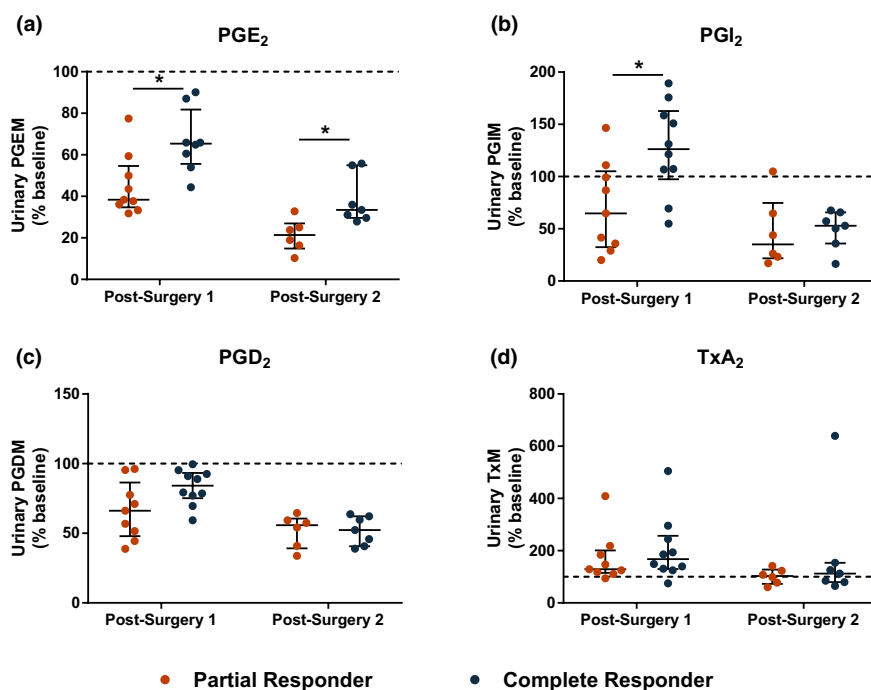 (a)
PGE₂
Urinary PGEM
(% baseline)
100
80
60
40
20
0
*
*
Post-Surgery 1
Post-Surgery 2
(b)
PGI₂
Urinary PGIM
(% baseline)
200
150
100
50
0
*
Post-Surgery 1
Post-Surgery 2
(c)
PGD₂
Urinary PGDM
(% baseline)
150
100
50
0
Post-Surgery 1
Post-Surgery 2
(d)
TxA₂
Urinary TxM
(% baseline)
800
600
400
200
0
Post-Surgery 1
Post-Surgery 2
Partial Responder
Complete Responder